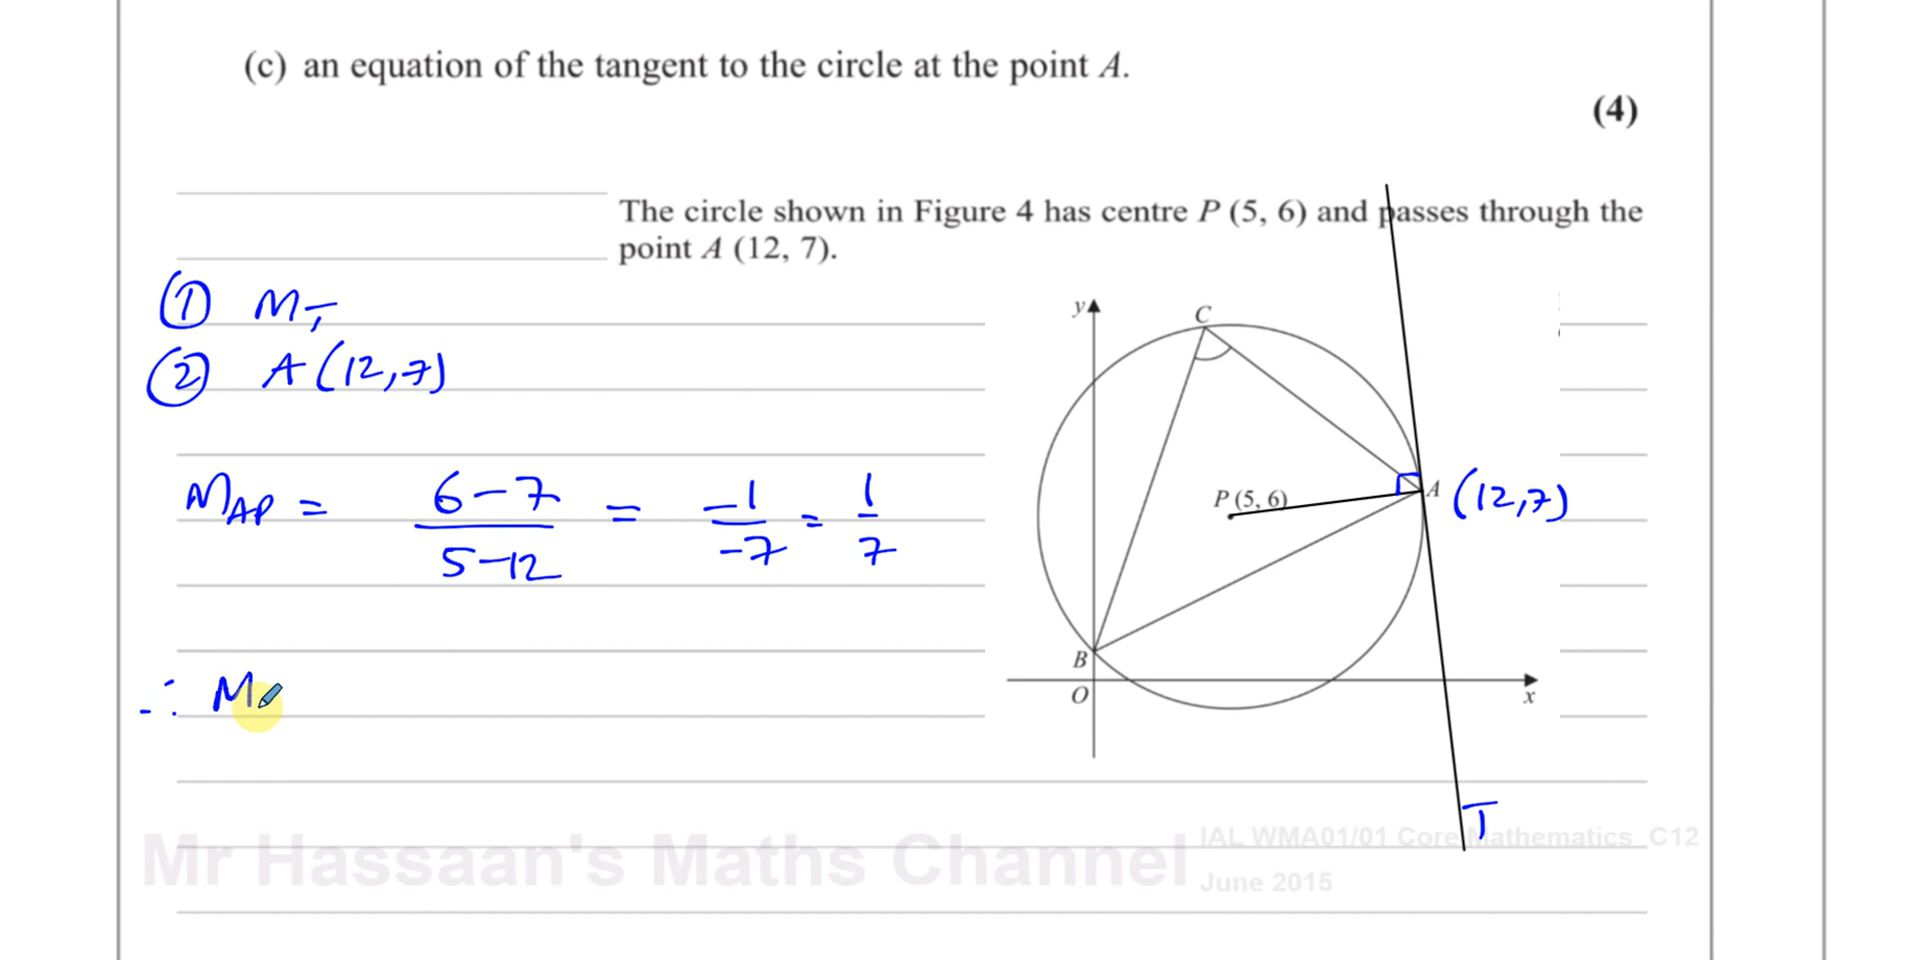 (c) an equation of the tangent to the circle at the point A.
(4)
The circle shown in Figure 4 has centre P (5, 6) and passes through the
point A (12, 7).
① M_T
② A(12,7)
M_AP = (6-7)/(5-12) = (-1)/(-7) = 1/7
∴ M
y
C
P (5, 6)
A (12,7)
B
O
x
T
Mr Hassaan's Maths Channel
IAL WMA01/01 Core Mathematics C12
June 2015